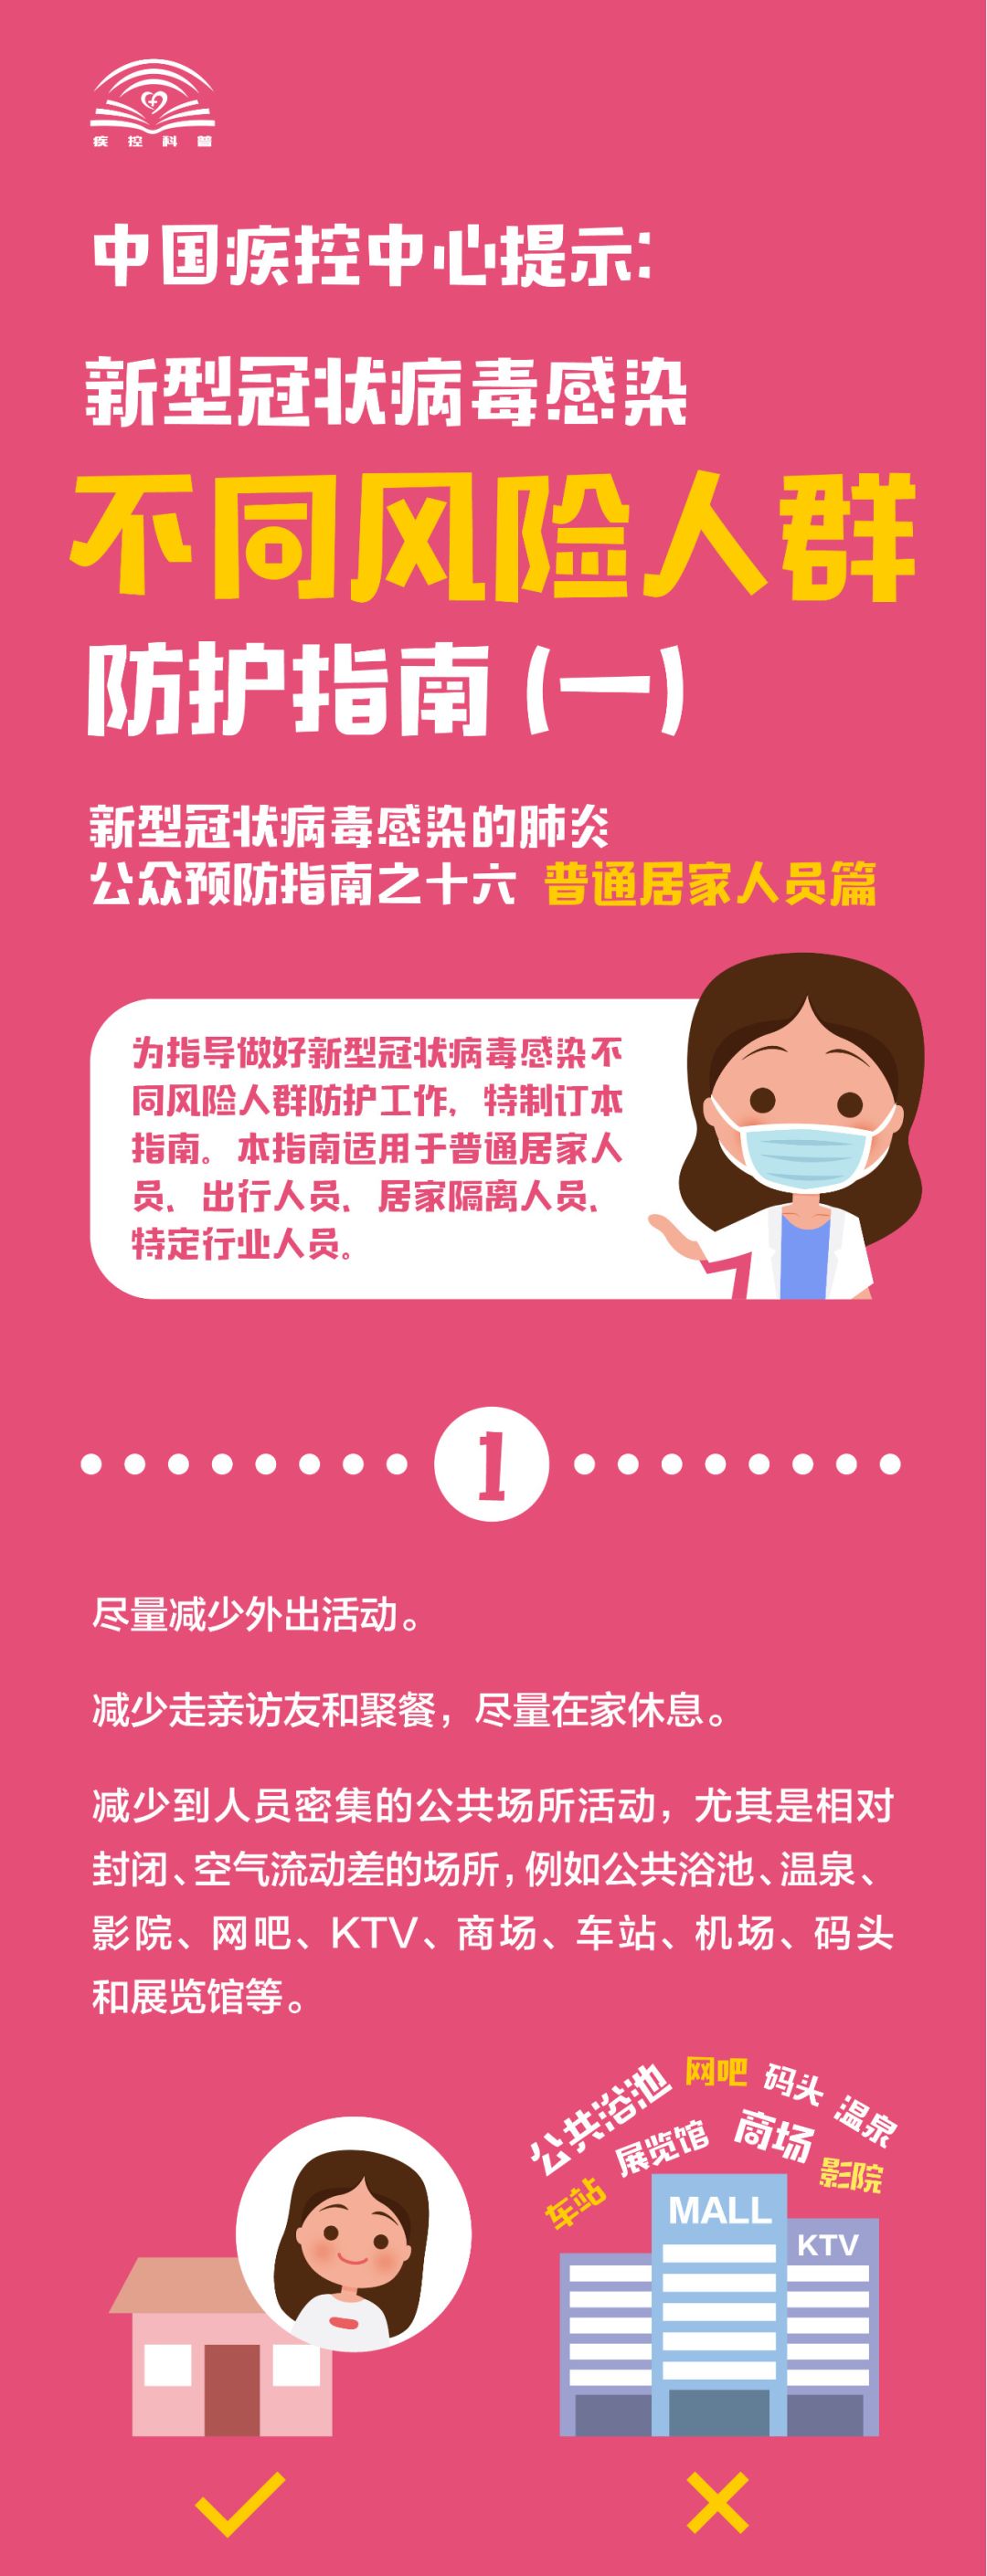 疾控科普
中国疾控中心提示:
新型冠状病毒感染
不同风险人群
防护指南(一)
新型冠状病毒感染的肺炎
公众预防指南之十六 普通居家人员篇
为指导做好新型冠状病毒感染不
同风险人群防护工作，特制订本
指南。本指南适用于普通居家人
员、出行人员、居家隔离人员、
特定行业人员。
1
尽量减少外出活动。
减少走亲访友和聚餐，尽量在家休息。
减少到人员密集的公共场所活动，尤其是相对
封闭、空气流动差的场所，例如公共浴池、温泉、
影院、网吧、KTV、商场、车站、机场、码头
和展览馆等。
公共浴池
网吧
码头
温泉
车站
展览馆
商场
影院
MALL
KTV